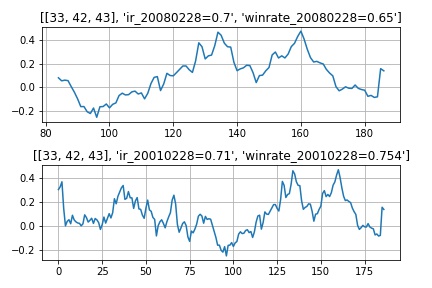 [[33, 42, 43], 'ir_20080228=0.7', 'winrate_20080228=0.65']
0.4
0.2
0.0
−0.2
80 100 120 140 160 180
[[33, 42, 43], 'ir_20010228=0.71', 'winrate_20010228=0.754']
0.4
0.2
0.0
−0.2
0 25 50 75 100 125 150 175